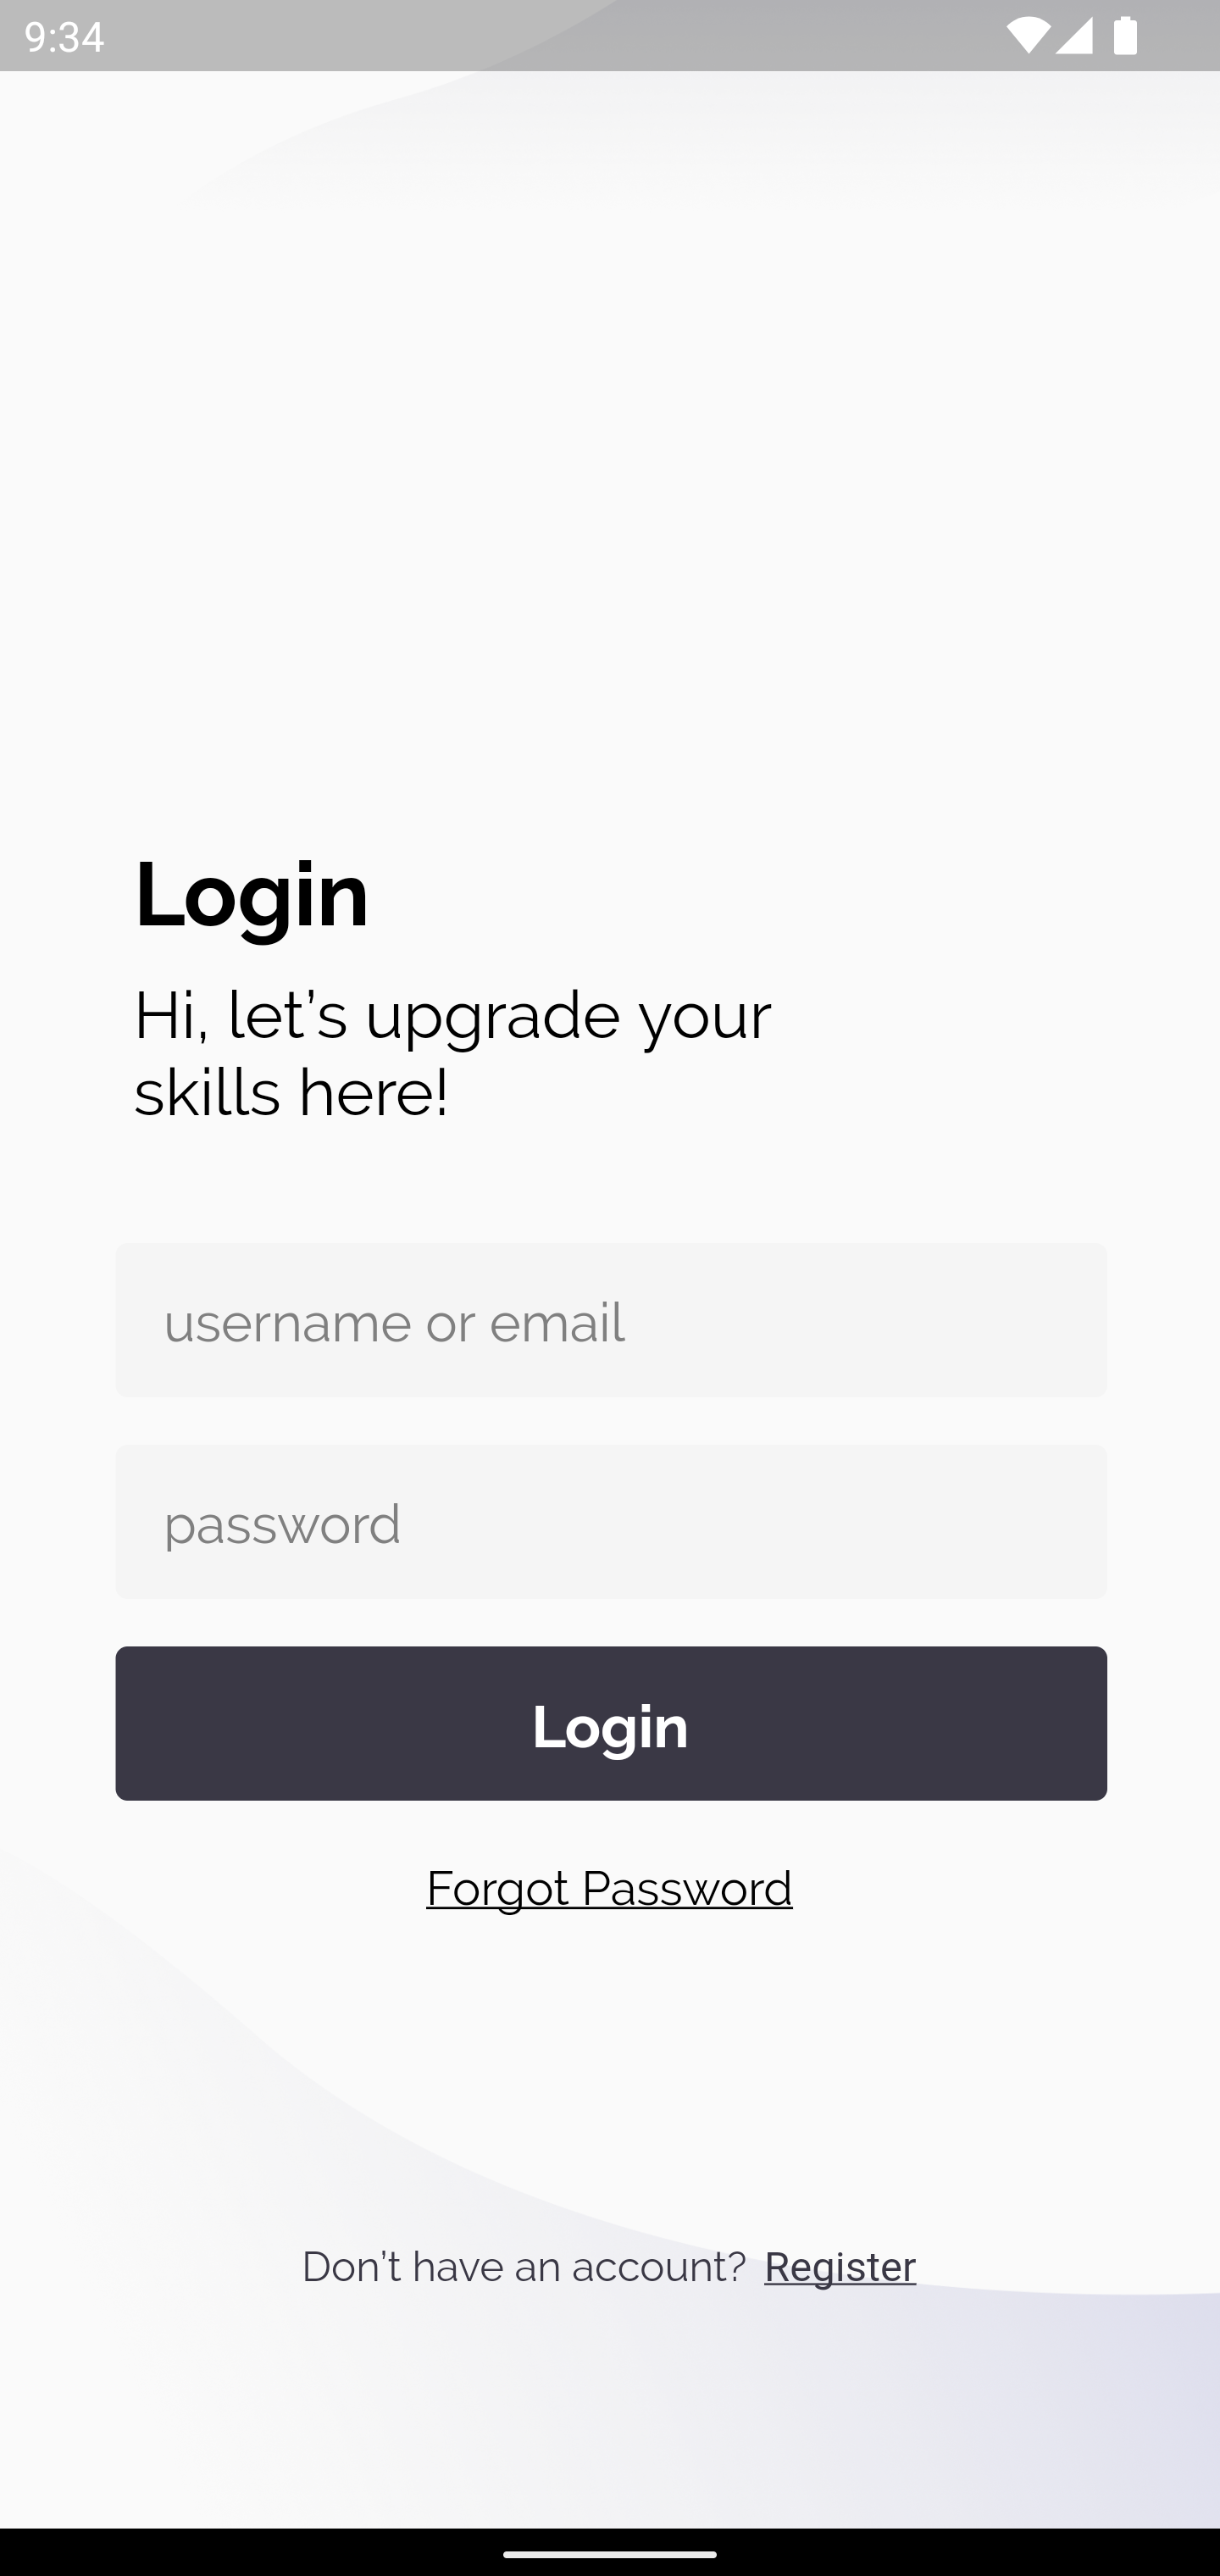 9:34
Login
Hi, let’s upgrade your
skills here!
username or email
password
Login
Forgot Password
Don’t have an account? Register